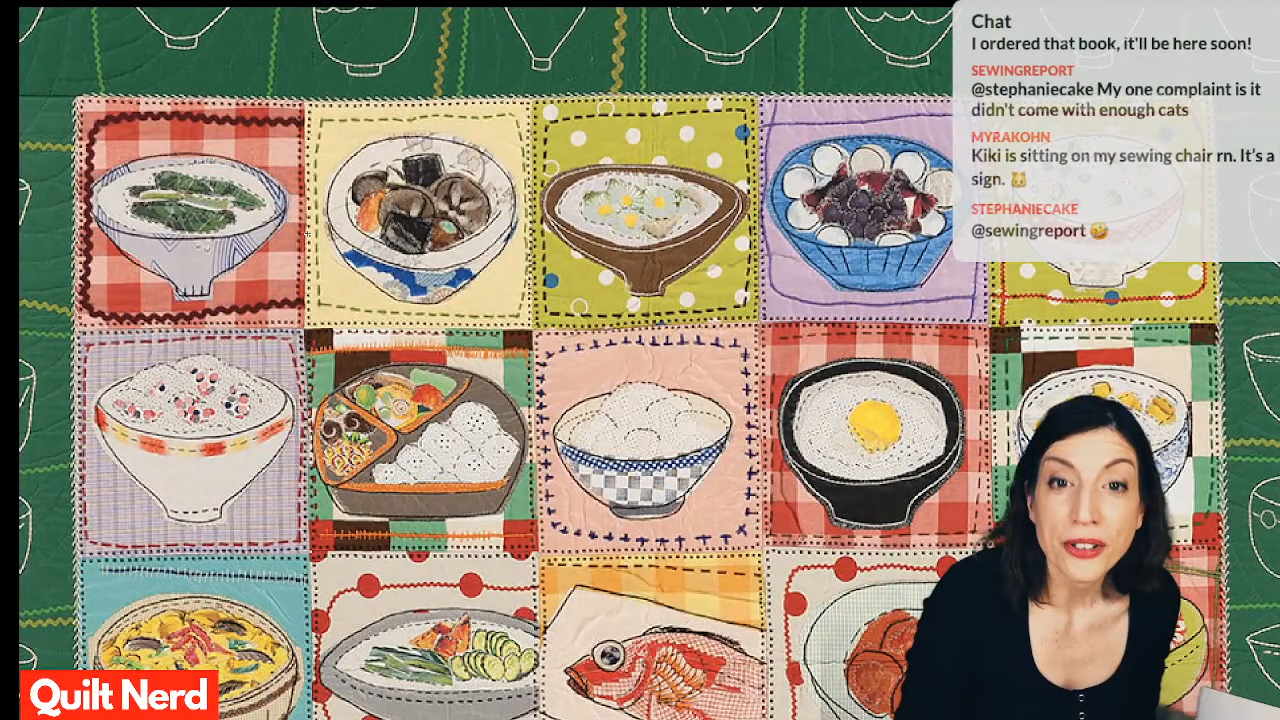 Chat
I ordered that book, it'll be here soon!
SEWINGREPORT
@stephaniecake My one complaint is it
didn't come with enough cats
MYRAKOHN
Kiki is sitting on my sewing chair rn. It's a
sign. 🐱
STEPHANIECAKE
@sewingreport 🤪
Quilt Nerd